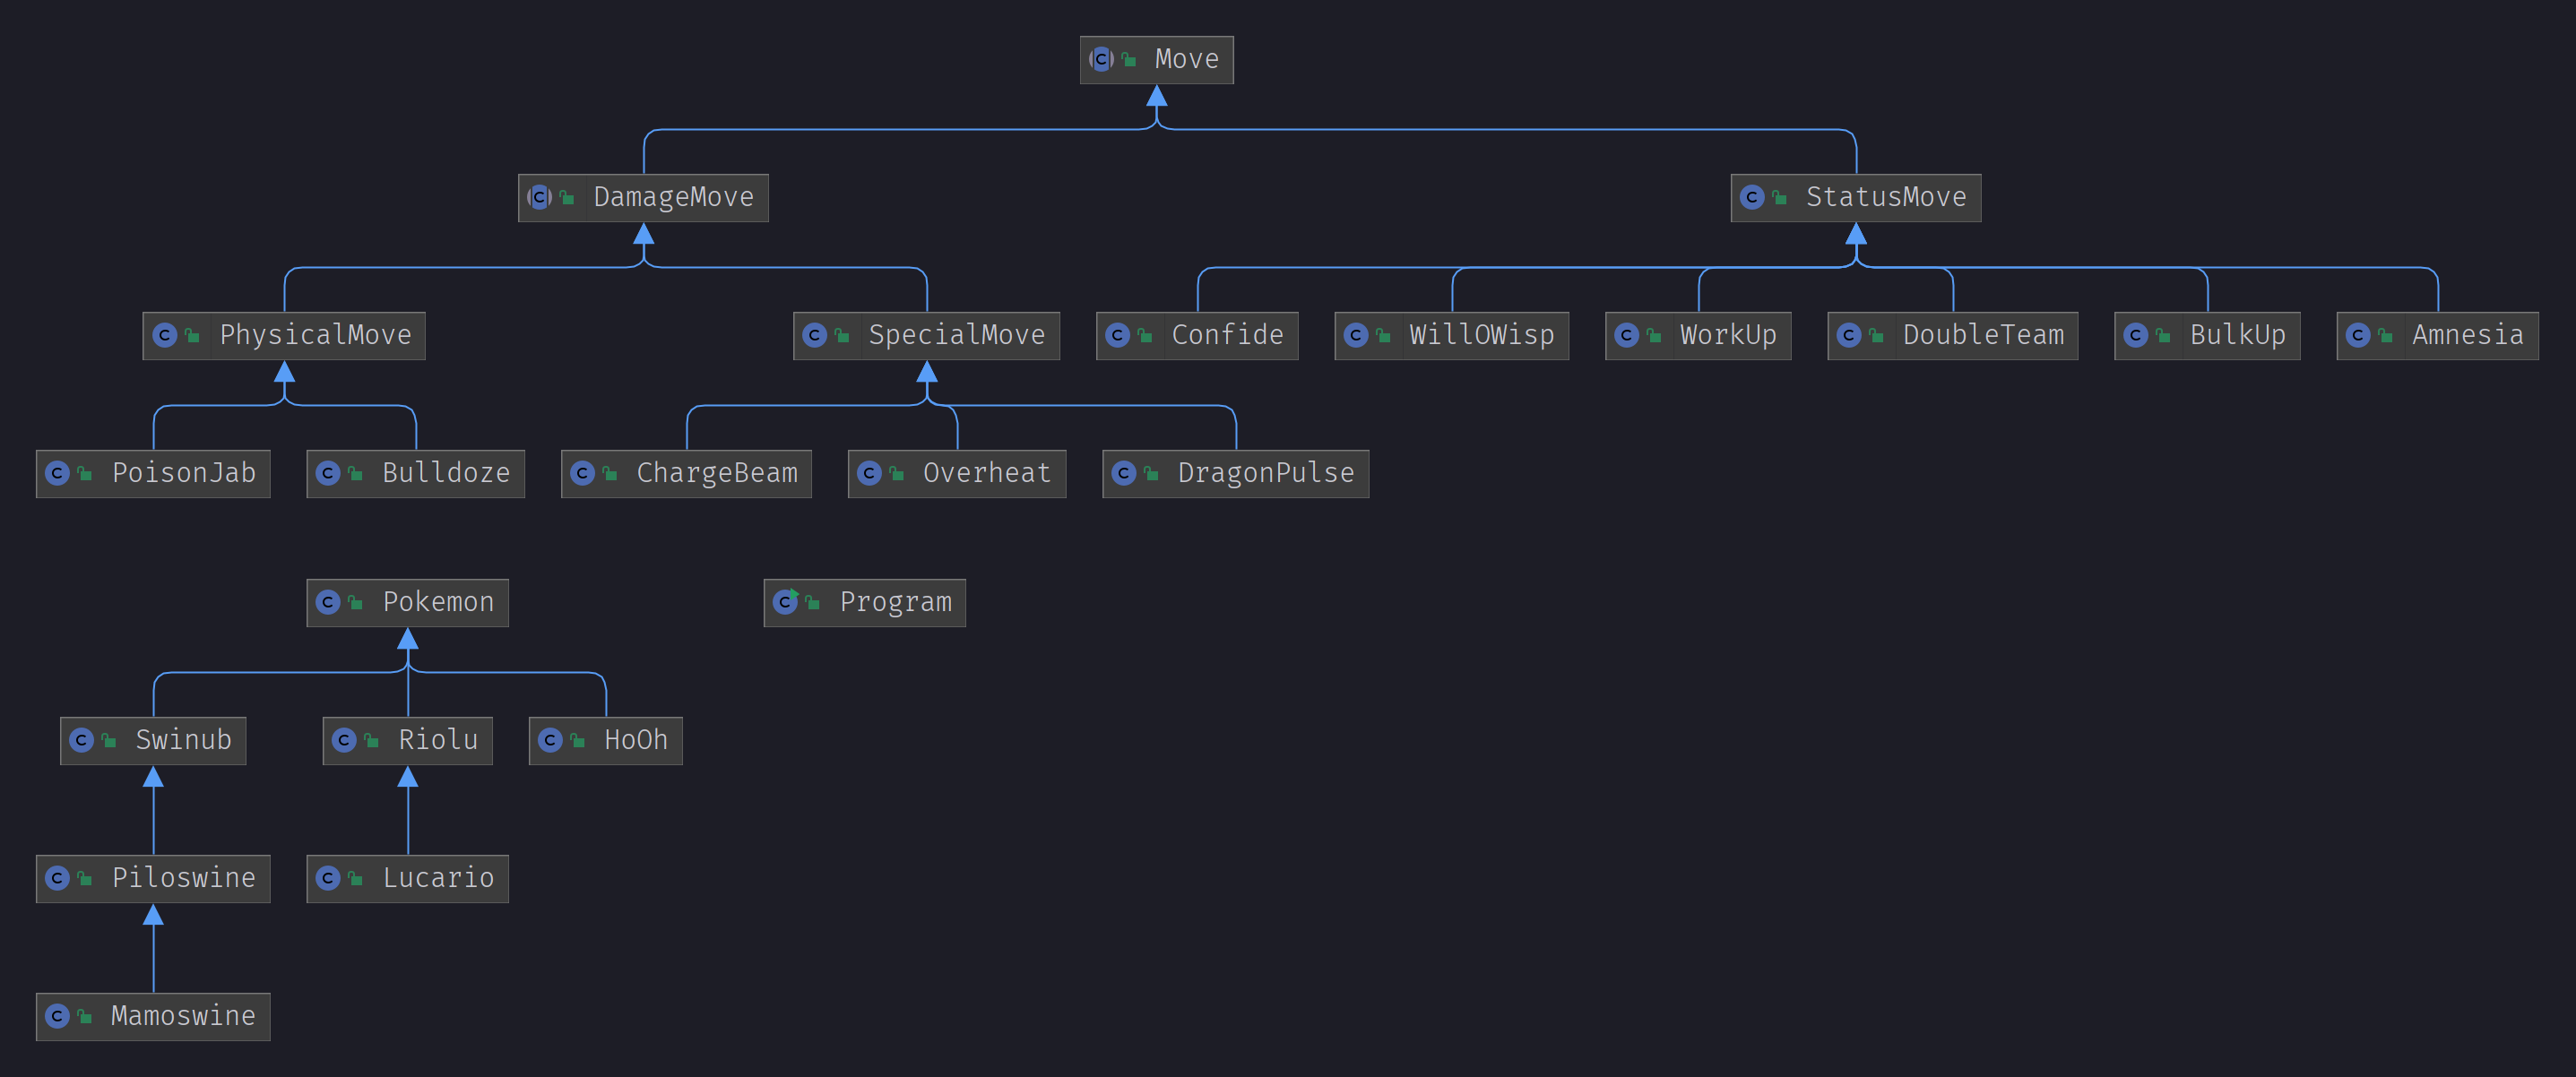 Move
DamageMove
StatusMove
PhysicalMove
SpecialMove
Confide
WillOWisp
WorkUp
DoubleTeam
BulkUp
Amnesia
PoisonJab
Bulldoze
ChargeBeam
Overheat
DragonPulse
Pokemon
Program
Swinub
Riolu
HoOh
Piloswine
Lucario
Mamoswine